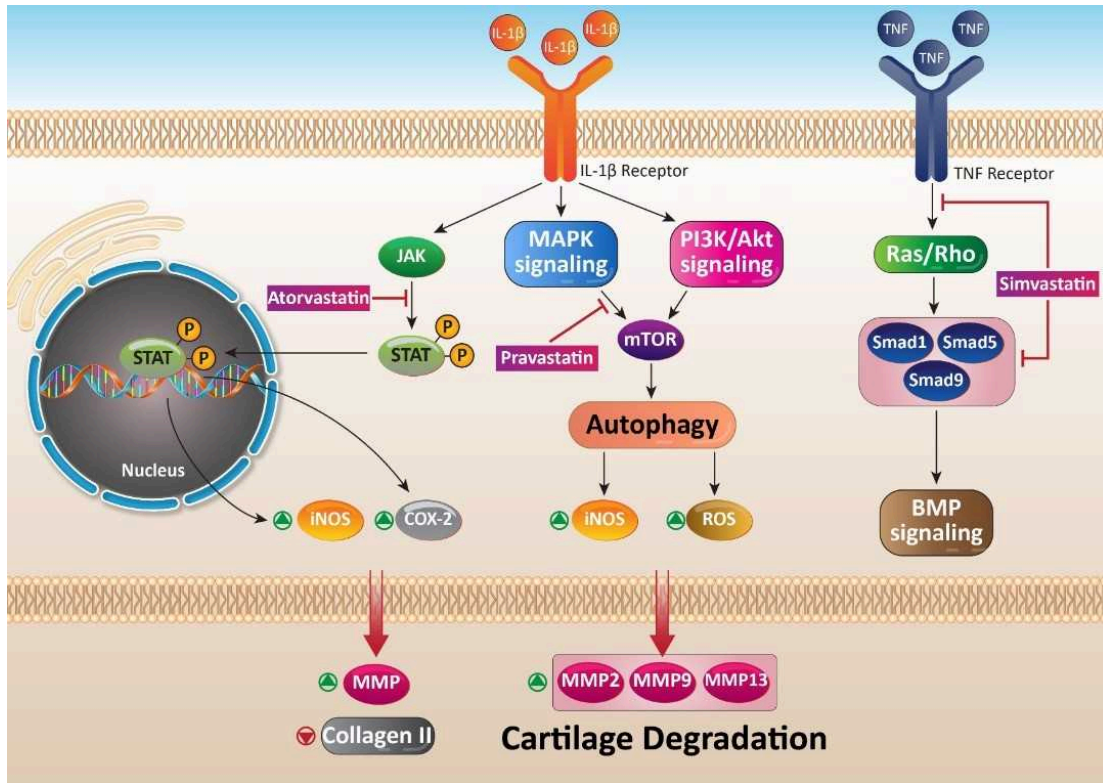 IL-1β
IL-1β
IL-1β
TNF
TNF
TNF
IL-1β Receptor
TNF Receptor
JAK
MAPK
signaling
PI3K/Akt
signaling
Ras/Rho
Atorvastatin
Simvastatin
P
P
STAT
P
P
STAT
Pravastatin
mTOR
Smad1
Smad5
Smad9
Autophagy
Nucleus
iNOS
COX-2
iNOS
ROS
BMP
signaling
MMP
MMP2
MMP9
MMP13
Collagen II
Cartilage Degradation